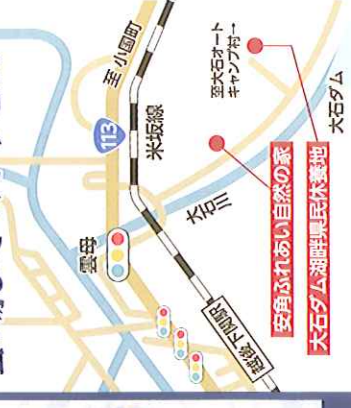 至 小国町
113
米坂線
雲母
至大石オート
キャンプ村→
大石川
越後下関駅
大石ダム
安角ふれあい自然の家
大石ダム湖畔県民休養地